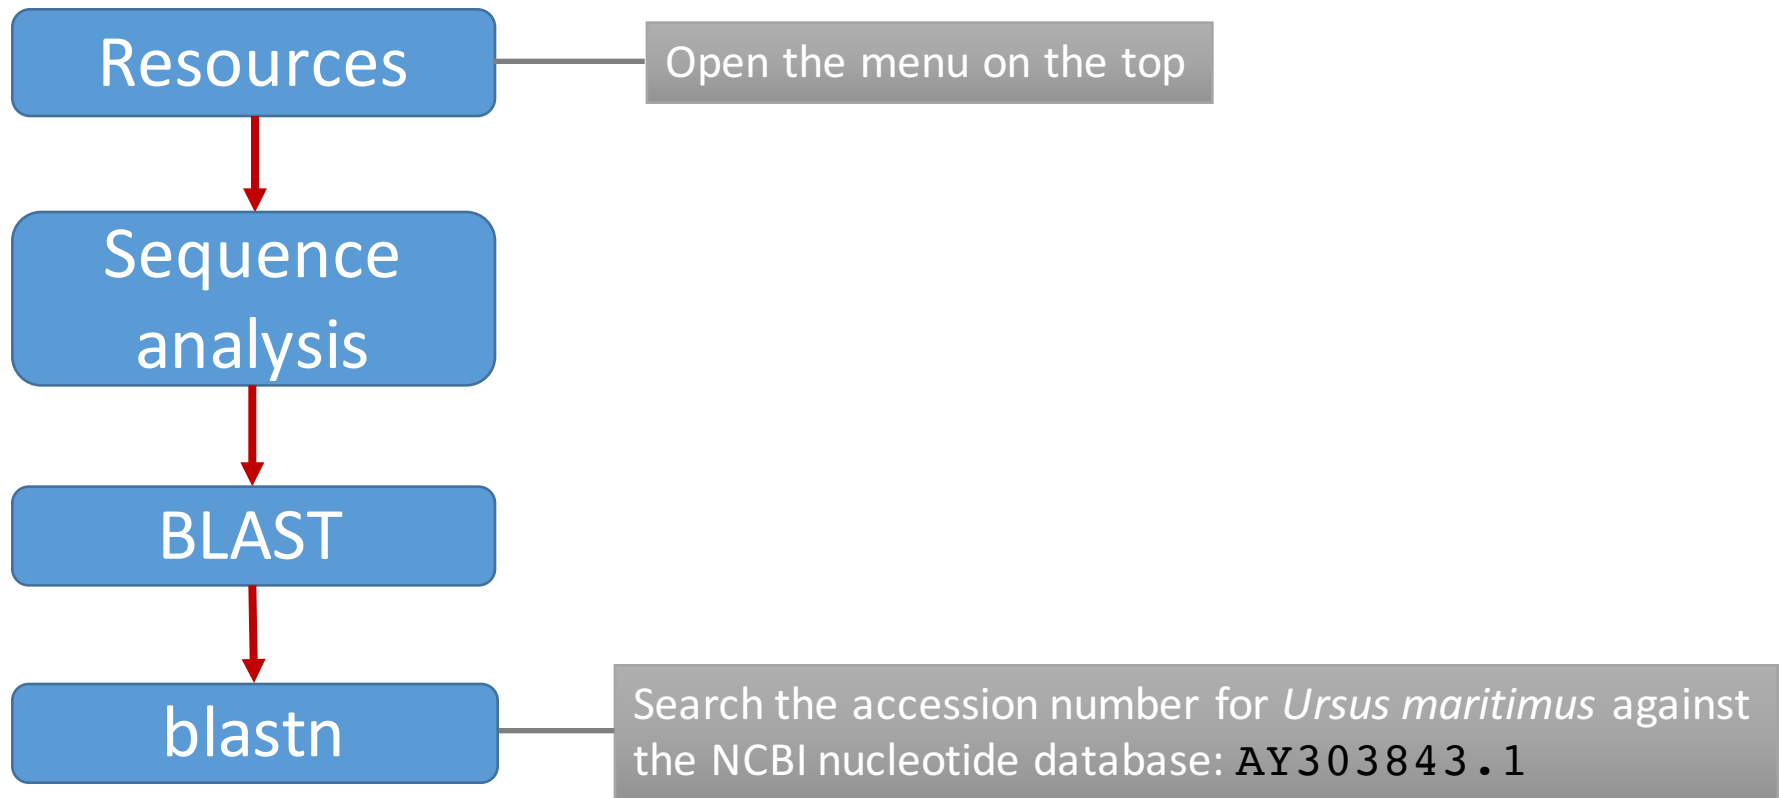 Resources
Open the menu on the top
Sequence
analysis
BLAST
blastn
Search the accession number for Ursus maritimus against
the NCBI nucleotide database: AY303843.1